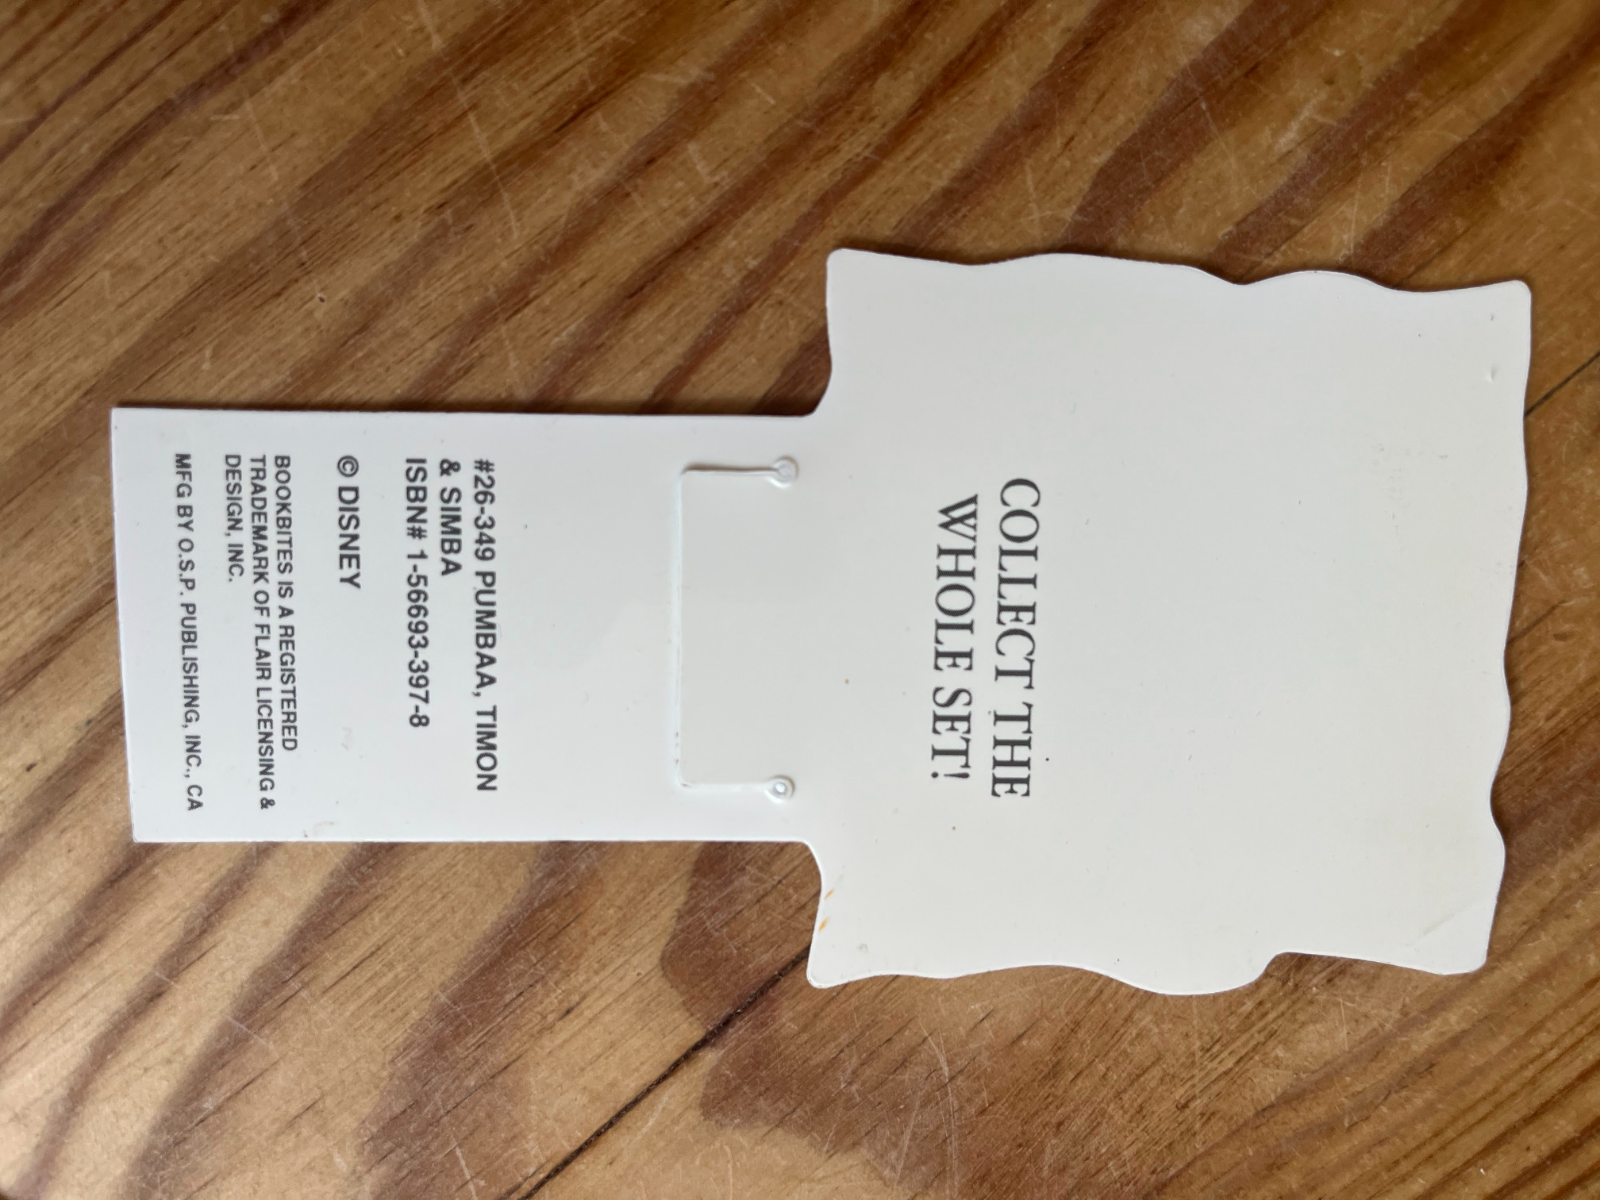 COLLECT THE
WHOLE SET!
#26-349 PUMBAA, TIMON
& SIMBA
ISBN# 1-56693-397-8
© DISNEY
BOOKBITES IS A REGISTERED
TRADEMARK OF FLAIR LICENSING &
DESIGN, INC.
MFG BY O.S.P. PUBLISHING, INC., CA